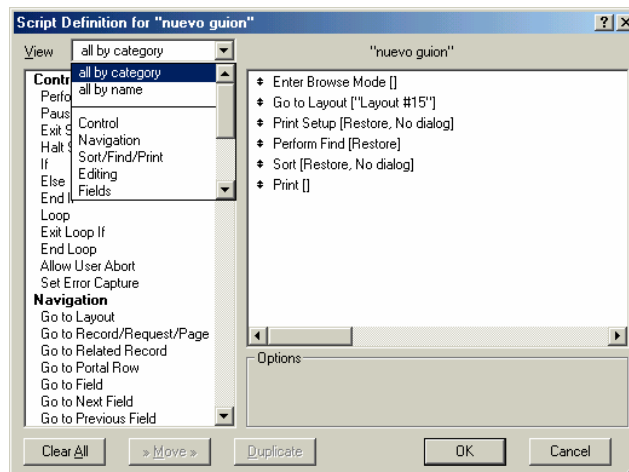 Script Definition for "nuevo guion"
View all by category
"nuevo guion"
all by category
all by name
Control
Navigation
Sort/Find/Print
Editing
Fields
If
Else
Loop
Exit Loop If
End Loop
Allow User Abort
Set Error Capture
Navigation
Go to Layout
Go to Record/Request/Page
Go to Related Record
Go to Portal Row
Go to Field
Go to Next Field
Go to Previous Field
Enter Browse Mode []
Go to Layout ["Layout #15"]
Print Setup [Restore, No dialog]
Perform Find [Restore]
Sort [Restore, No dialog]
Print []
Options
Clear All
» Move »
Duplicate
OK
Cancel